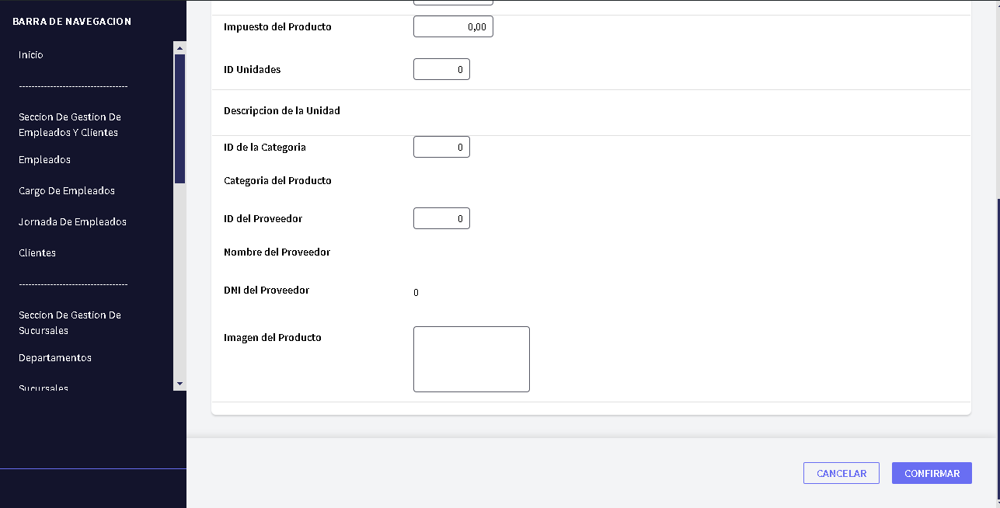 BARRA DE NAVEGACION
Inicio
-----------------------------------
Seccion De Gestion De
Empleados Y Clientes
Empleados
Cargo De Empleados
Jornada De Empleados
Clientes
-----------------------------------
Seccion De Gestion De
Sucursales
Departamentos
Sucursales
Impuesto del Producto 0,00
ID Unidades 0
Descripcion de la Unidad
ID de la Categoria 0
Categoria del Producto
ID del Proveedor 0
Nombre del Proveedor
DNI del Proveedor 0
Imagen del Producto
CANCELAR CONFIRMAR